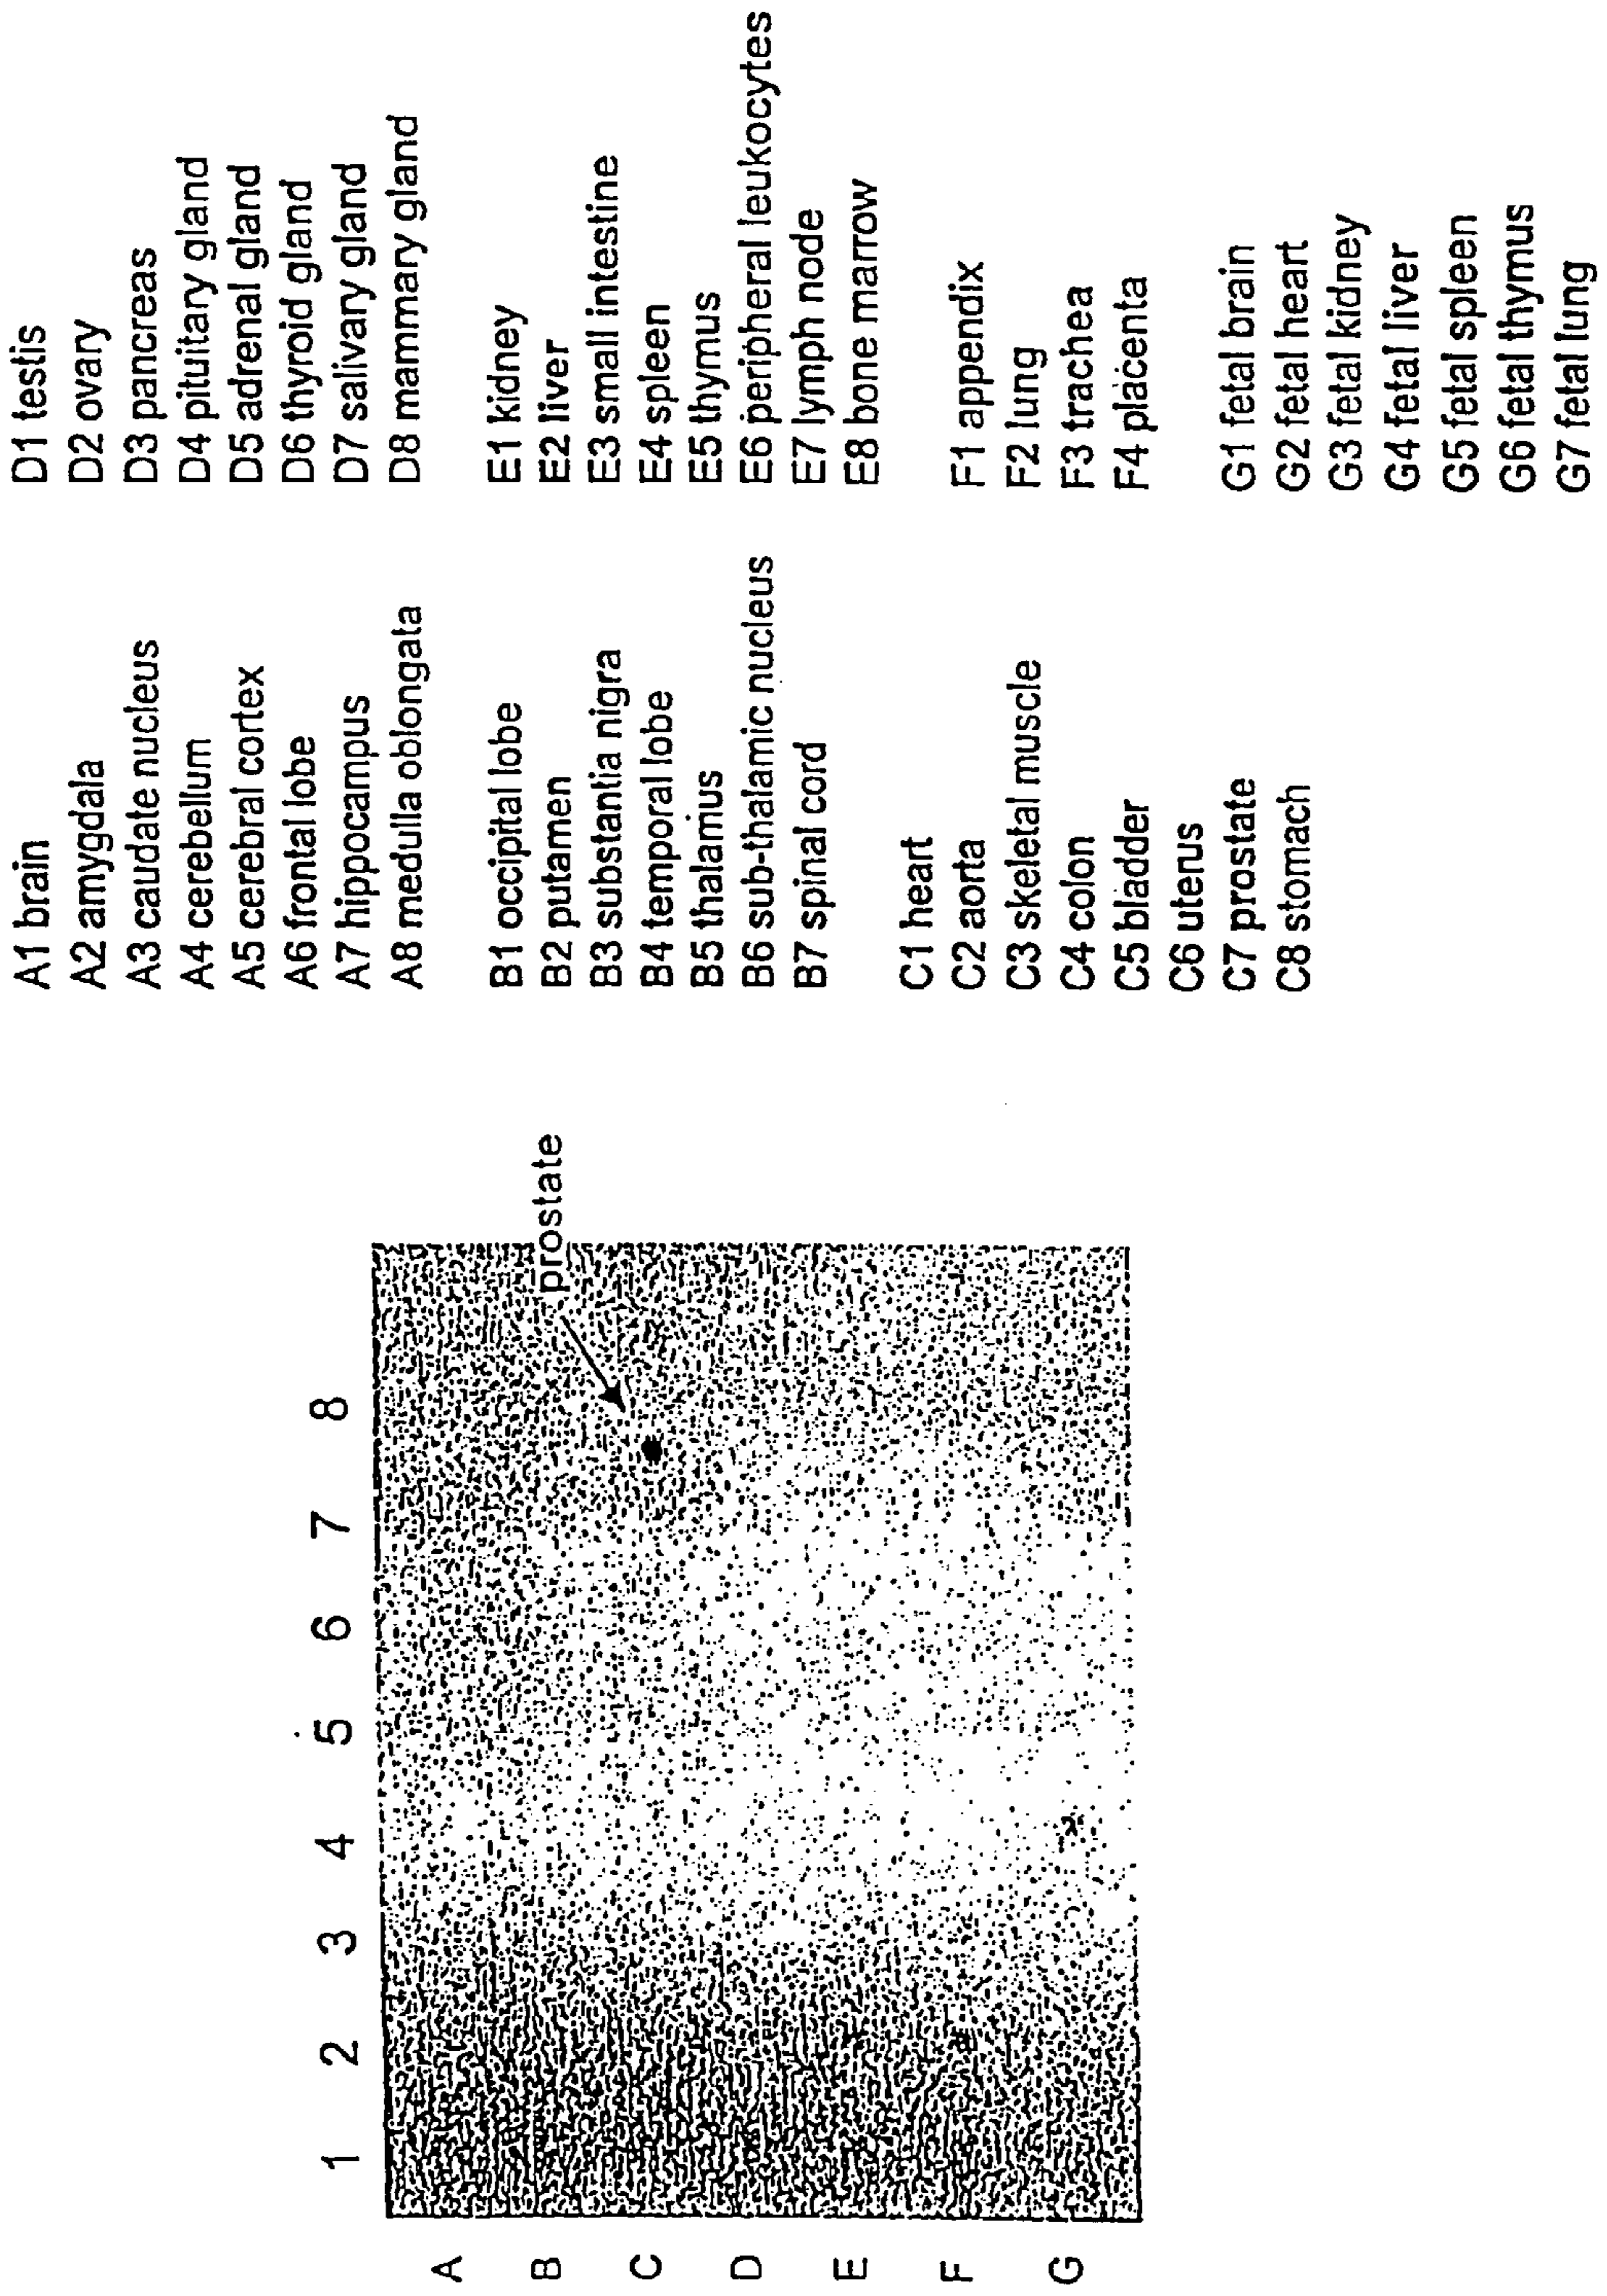 1 2 3 4 5 6 7 8
A
B
C
D
E
F
G
prostate
A1 brain
A2 amygdala
A3 caudate nucleus
A4 cerebellum
A5 cerebral cortex
A6 frontal lobe
A7 hippocampus
A8 medulla oblongata
B1 occipital lobe
B2 putamen
B3 substantia nigra
B4 temporal lobe
B5 thalamus
B6 sub-thalamic nucleus
B7 spinal cord
C1 heart
C2 aorta
C3 skeletal muscle
C4 colon
C5 bladder
C6 uterus
C7 prostate
C8 stomach
D1 testis
D2 ovary
D3 pancreas
D4 pituitary gland
D5 adrenal gland
D6 thyroid gland
D7 salivary gland
D8 mammary gland
E1 kidney
E2 liver
E3 small intestine
E4 spleen
E5 thymus
E6 peripheral leukocytes
E7 lymph node
E8 bone marrow
F1 appendix
F2 lung
F3 trachea
F4 placenta
G1 fetal brain
G2 fetal heart
G3 fetal kidney
G4 fetal liver
G5 fetal spleen
G6 fetal thymus
G7 fetal lung